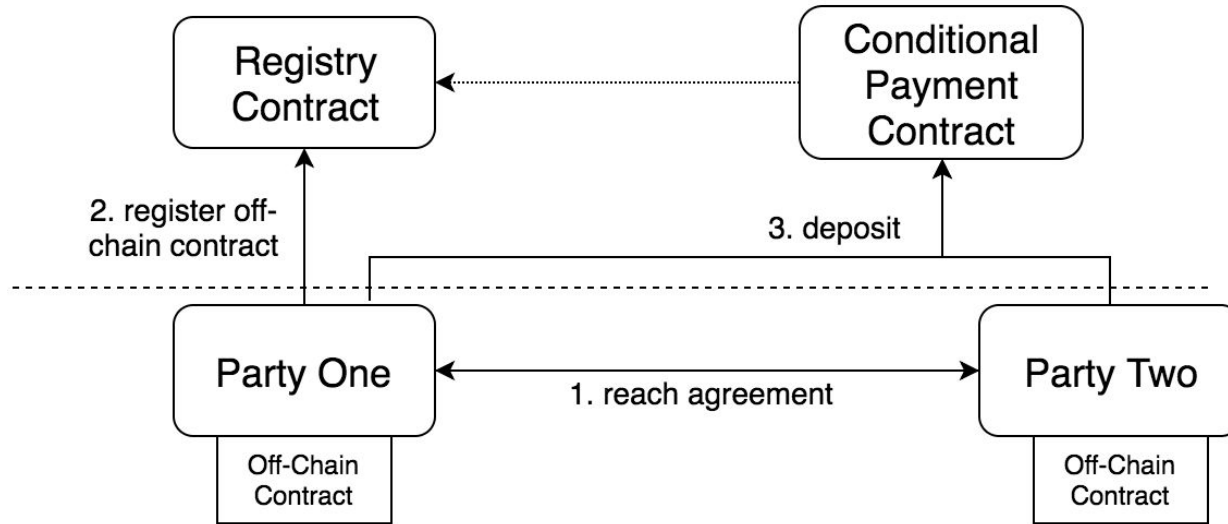 Registry
Contract
Conditional
Payment
Contract
2. register off-
chain contract
3. deposit
Party One
1. reach agreement
Party Two
Off-Chain
Contract
Off-Chain
Contract